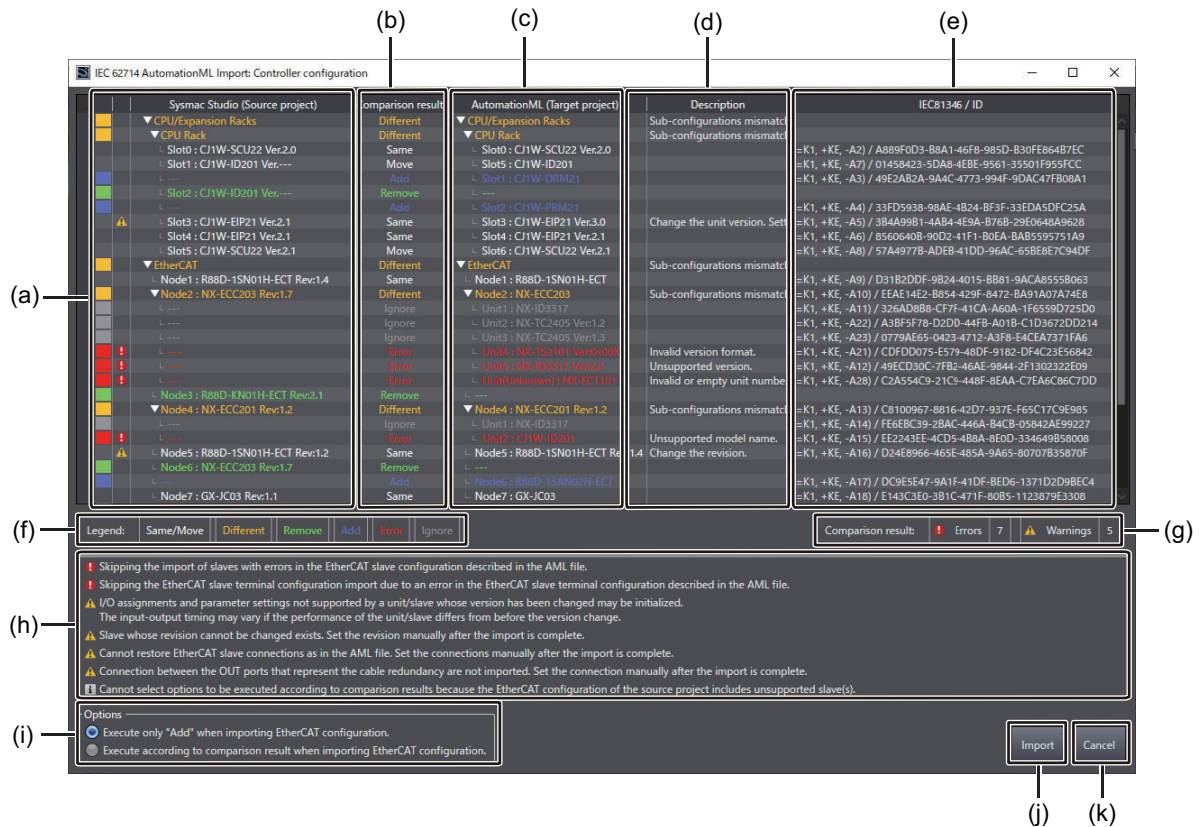 (b) (c) (d) (e)
IEC 62714 AutomationML Import: Controller configuration
Sysmac Studio (Source project) omparison result AutomationML (Target project) Description IEC81346 / ID
CPU/Expansion Racks Different CPU/Expansion Racks Sub-configurations mismatch
CPU Rack Different CPU Rack Sub-configurations mismatch
Slot0 : CJ1W-SCU22 Ver.2.0 Same Slot0 : CJ1W-SCU22 Ver.2.0 =K1, +KE, -A2) / A889F0D3-B8A1-46F8-985D-B30FE864B7EC
Slot1 : CJ1W-ID201 Ver.--- Move Slot5 : CJ1W-ID201 =K1, +KE, -A7) / 01458423-5DA8-4EBE-9561-35501F955FCC
--- Add Slot1 : CJ1W-DRM21 =K1, +KE, -A3) / 49E2AB2A-9A4C-4773-994F-9DAC47FB08A1
Slot2 : CJ1W-ID201 Ver.--- Remove ---
--- Add Slot2 : CJ1W-PRM21 =K1, +KE, -A4) / 33FD5938-98AE-4B24-BF3F-33EDA5DFC25A
Slot3 : CJ1W-EIP21 Ver.2.1 Same Slot3 : CJ1W-EIP21 Ver.3.0 Change the unit version. Sett =K1, +KE, -A5) / 3B4A99B1-4AB4-4E9A-B76B-29E0648A9628
Slot4 : CJ1W-EIP21 Ver.2.1 Same Slot4 : CJ1W-EIP21 Ver.2.1 =K1, +KE, -A6) / 8560640B-90D2-41F1-B0EA-BAB5595751A9
Slot5 : CJ1W-SCU22 Ver.2.1 Move Slot6 : CJ1W-SCU22 Ver.2.1 =K1, +KE, -A8) / 57A4977B-ADEB-41DD-96AC-65BE8E7C94DF
EtherCAT Different EtherCAT Sub-configurations mismatch
Node1 : R88D-1SN01H-ECT Rev:1.4 Same Node1 : R88D-1SN01H-ECT =K1, +KE, -A9) / D31B2DDF-9B24-4015-BB81-9ACA8555B063
(a)
Node2 : NX-ECC203 Rev:1.7 Different Node2 : NX-ECC203 Sub-configurations mismatch =K1, +KE, -A10) / EEAE14E2-B854-429F-8472-BA91A07A74E8
--- Ignore Unit1 : NX-ID3317 =K1, +KE, -A11) / 326AD8B8-CF7F-41CA-A60A-1F6559D725D0
--- Ignore Unit2 : NX-TC2405 Ver:1.2 =K1, +KE, -A22) / A3BF5F78-D2DD-44FB-A01B-C1D3672DD214
--- Ignore Unit3 : NX-TC2405 Ver:1.3 =K1, +KE, -A23) / 0779AE65-0423-4712-A3F8-E4CEA7371FA6
--- Error Unit4 : NX-TS2101 Ver:0x00X Invalid version format. =K1, +KE, -A21) / CDFDD075-E579-48DF-9182-DF4C23E56842
--- Error Unit5 : NX-ID3317 Ver:2.0 Unsupported version. =K1, +KE, -A12) / 49ECD30C-7FB2-46AE-9844-2F1302322E09
--- Error Unit(Unknown) : NX-ECT101 Invalid or empty unit numbe =K1, +KE, -A28) / C2A554C9-21C9-448F-8EAA-C7EA6C86C7DD
Node3 : R88D-KN01H-ECT Rev:2.1 Remove ---
Node4 : NX-ECC201 Rev:1.2 Different Node4 : NX-ECC201 Rev:1.2 Sub-configurations mismatch =K1, +KE, -A13) / C8100967-8816-42D7-937E-F65C17C9E985
--- Ignore Unit1 : NX-ID3317 =K1, +KE, -A14) / FE6EBC39-2BAC-446A-B4CB-05842AE99227
--- Error Unit2 : CJ1W-ID201 Unsupported model name. =K1, +KE, -A15) / EE2243EE-4CD5-4B8A-8E0D-334649B58008
Node5 : R88D-1SN01H-ECT Rev:1.2 Same Node5 : R88D-1SN01H-ECT Re 1.4 Change the revision. =K1, +KE, -A16) / D24E8966-465E-485A-9A65-80707B35870F
Node6 : NX-ECC203 Rev:1.7 Remove ---
--- Add Node6 : R88D-1SAN02H-ECT =K1, +KE, -A17) / DC9E5E47-9A1F-41DF-BED6-1371D2D9BEC4
Node7 : GX-JC03 Rev:1.1 Same Node7 : GX-JC03 =K1, +KE, -A18) / E143C3E0-3B1C-471F-80B5-1123879E3308
(f) Legend: Same/Move Different Remove Add Error Ignore Comparison result: Errors 7 Warnings 5 (g)
Skipping the import of slaves with errors in the EtherCAT slave configuration described in the AML file.
Skipping the EtherCAT slave terminal configuration import due to an error in the EtherCAT slave terminal configuration described in the AML file.
I/O assignments and parameter settings not supported by a unit/slave whose version has been changed may be initialized.
The input-output timing may vary if the performance of the unit/slave differs from before the version change.
(h)
Slave whose revision cannot be changed exists. Set the revision manually after the import is complete.
Cannot restore EtherCAT slave connections as in the AML file. Set the connections manually after the import is complete.
Connection between the OUT ports that represent the cable redundancy are not imported. Set the connection manually after the import is complete.
Cannot select options to be executed according to comparison results because the EtherCAT configuration of the source project includes unsupported slave(s).
Options
(i) Execute only "Add" when importing EtherCAT configuration.
Execute according to comparison result when importing EtherCAT configuration.
Import Cancel
(j) (k)